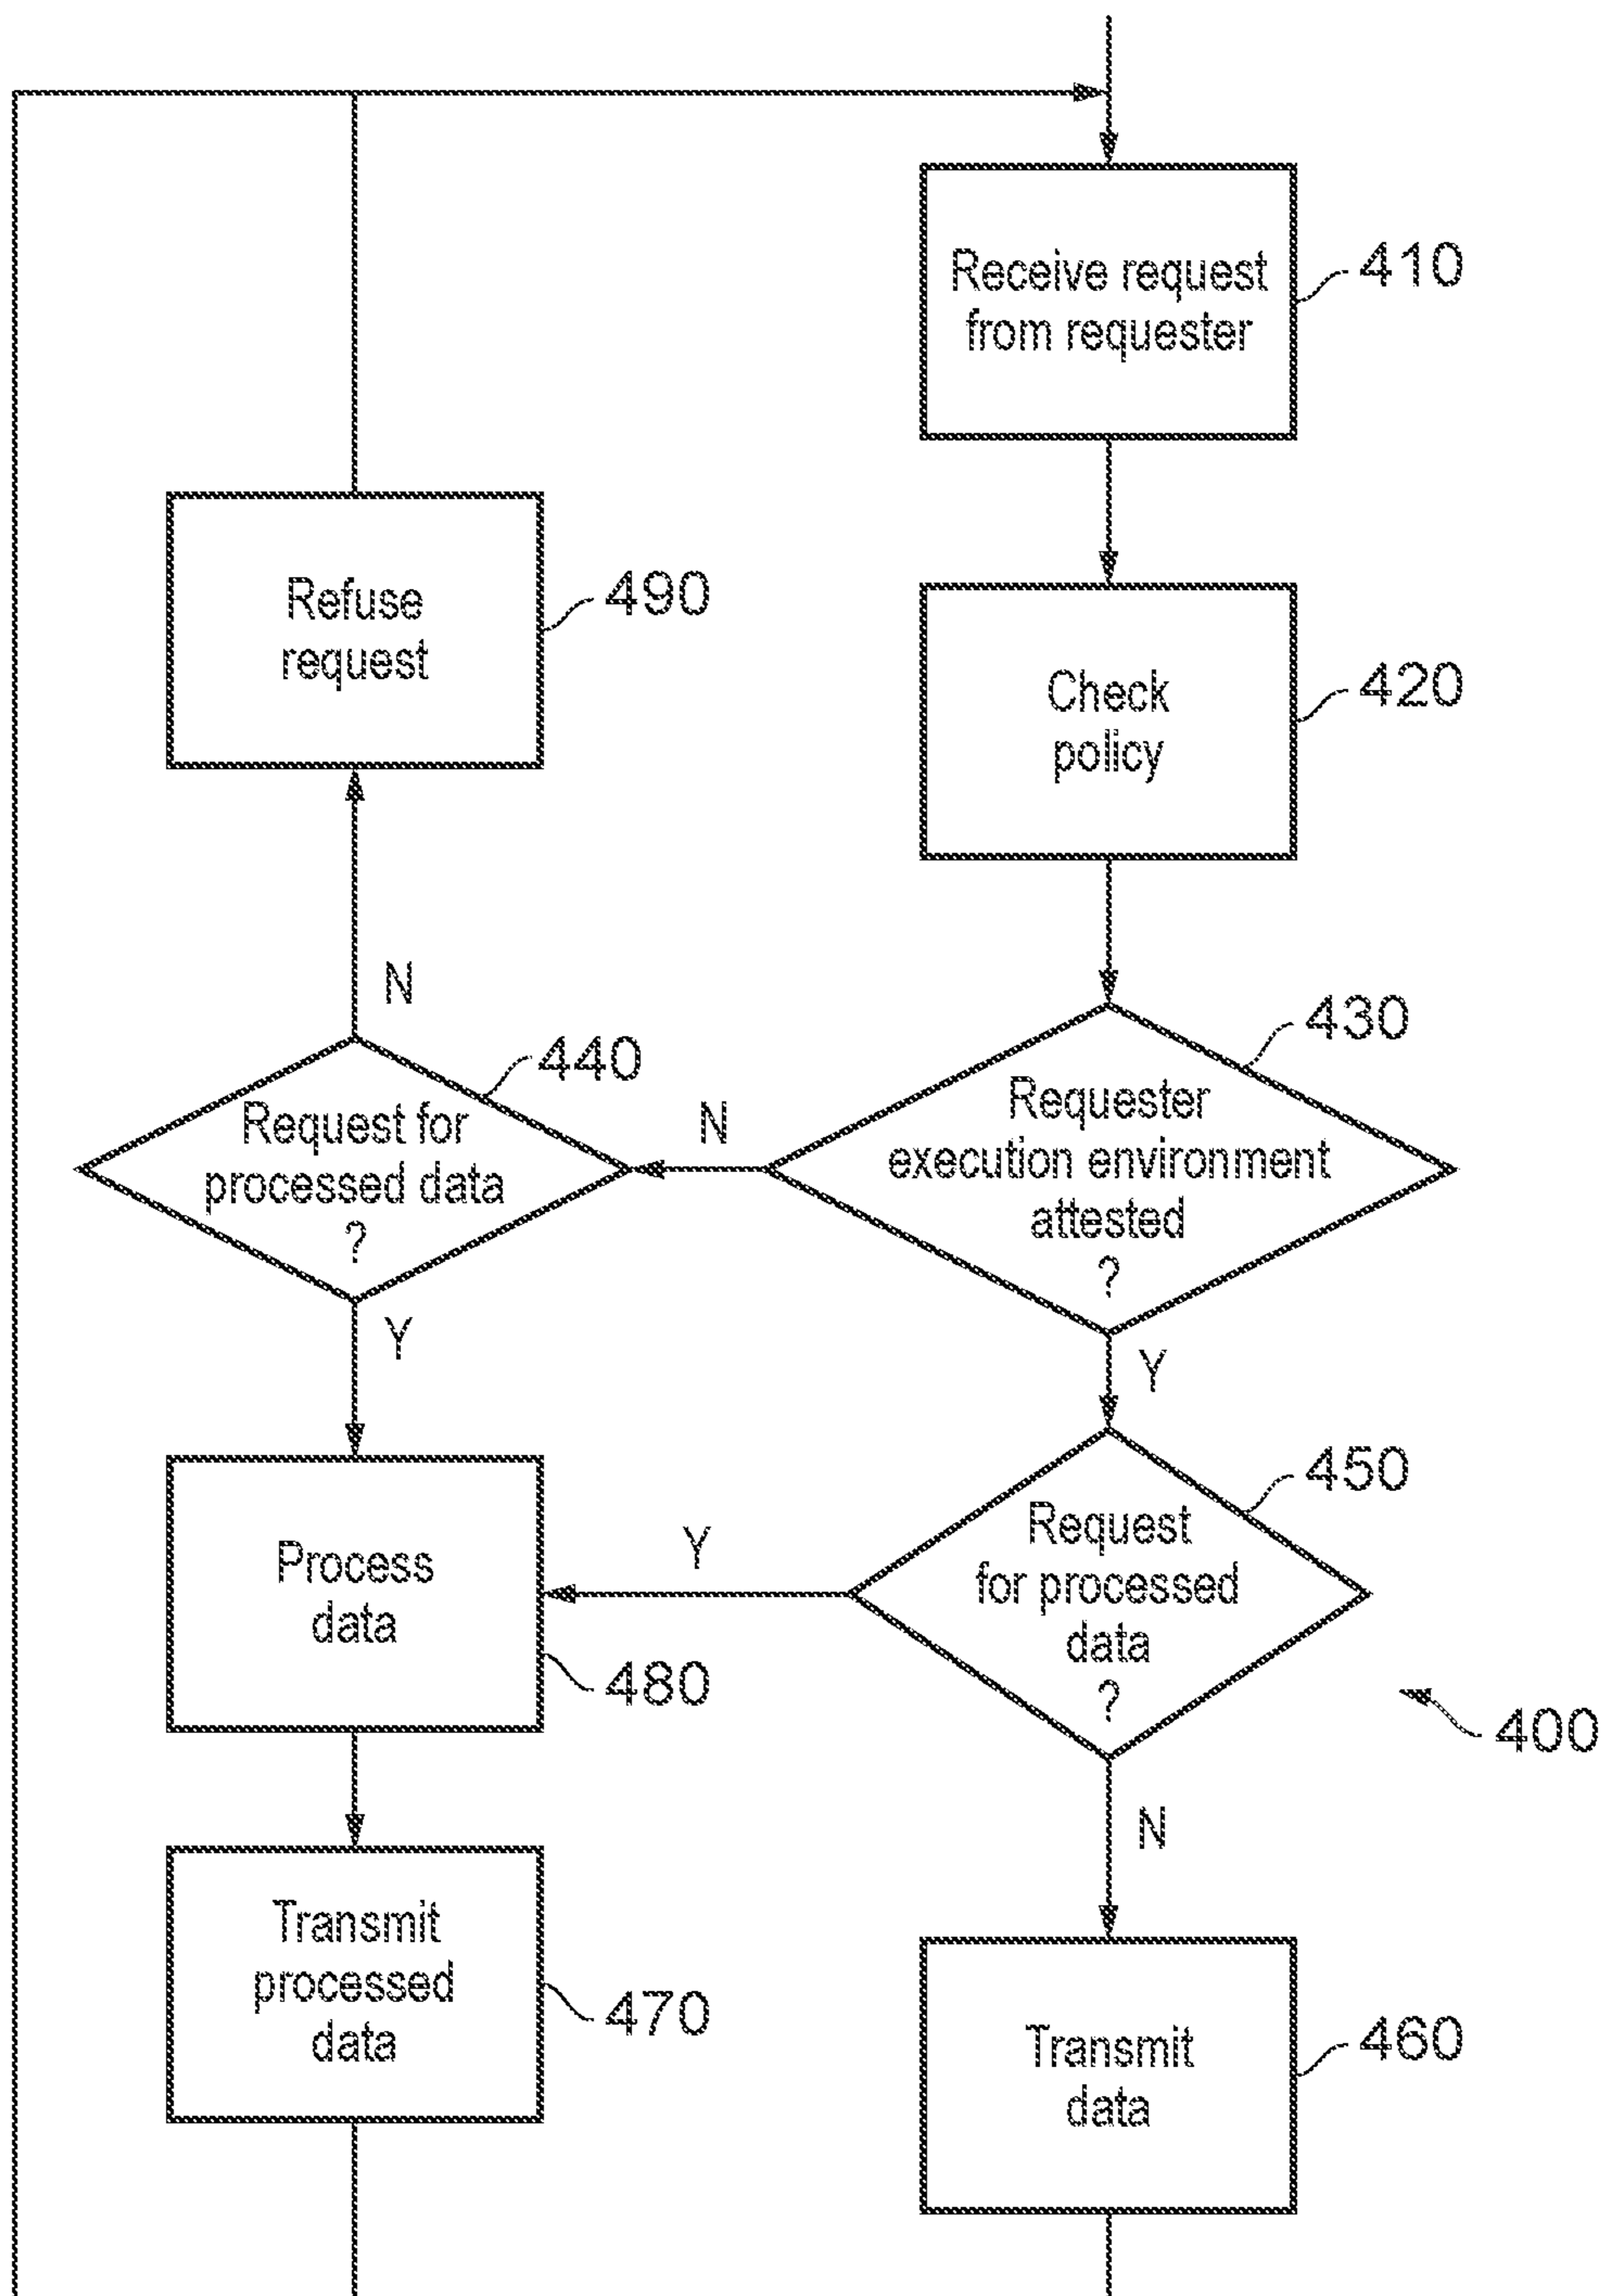 Receive request
from requester
410
Refuse
request
490
Check
policy
420
N
430
440
Requester
execution environment
attested
?
N
Request for
processed data
?
Y
Y
450
Request
for processed
data
?
Y
Process
data
480
400
N
Transmit
processed
data
470
Transmit
data
460